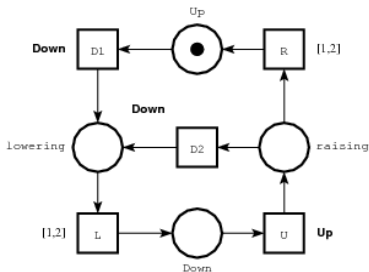 Up
Down D1 R [1,2]
Down
lowering D2 raising
[1,2] L U Up
Down